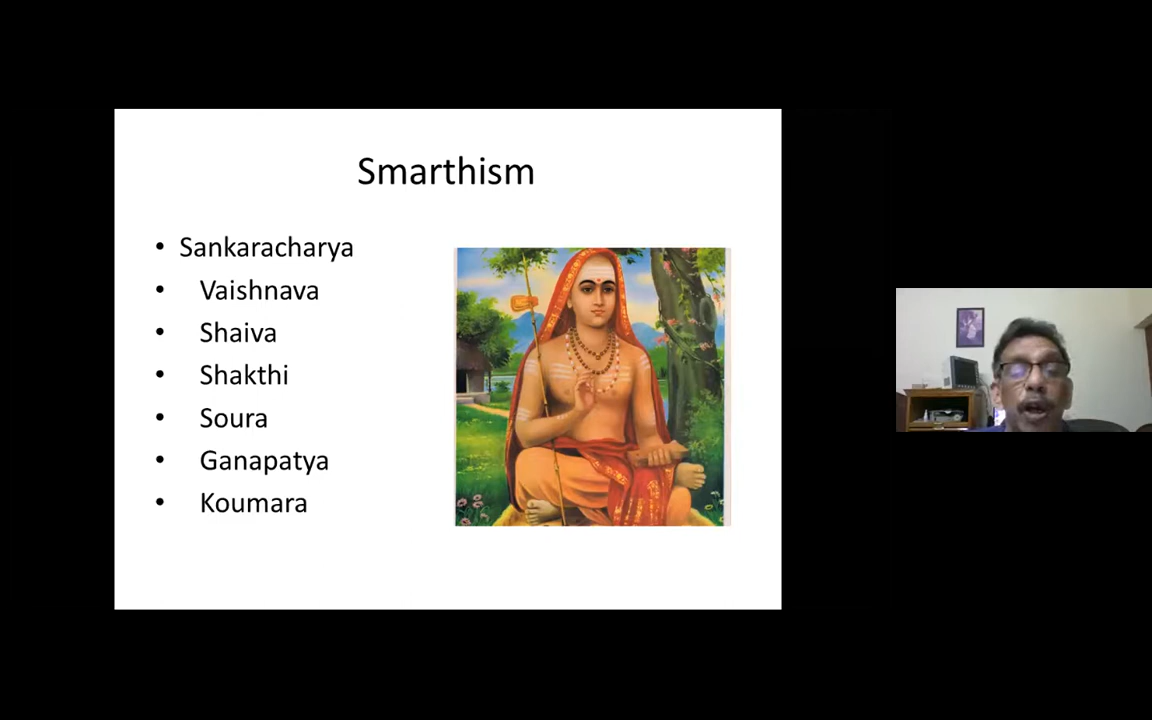 Smarthism
• Sankaracharya
• Vaishnava
• Shaiva
• Shakthi
• Soura
• Ganapatya
• Koumara